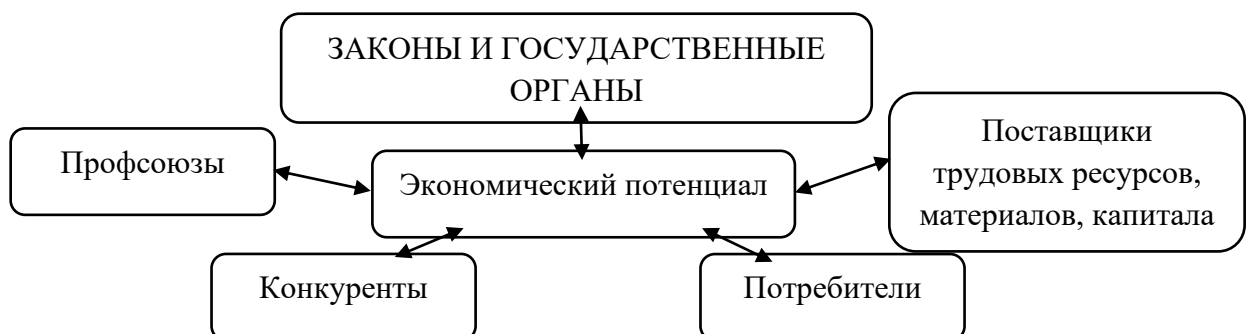 ЗАКОНЫ И ГОСУДАРСТВЕННЫЕ
ОРГАНЫ
Профсоюзы
Экономический потенциал
Поставщики
трудовых ресурсов,
материалов, капитала
Конкуренты
Потребители